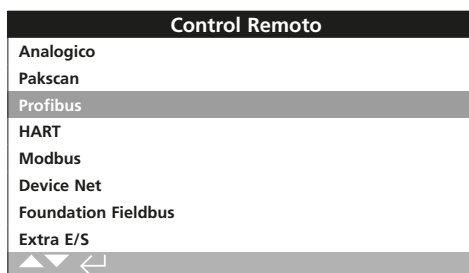 Control Remoto
Analogico
Pakscan
Profibus
HART
Modbus
Device Net
Foundation Fieldbus
Extra E/S